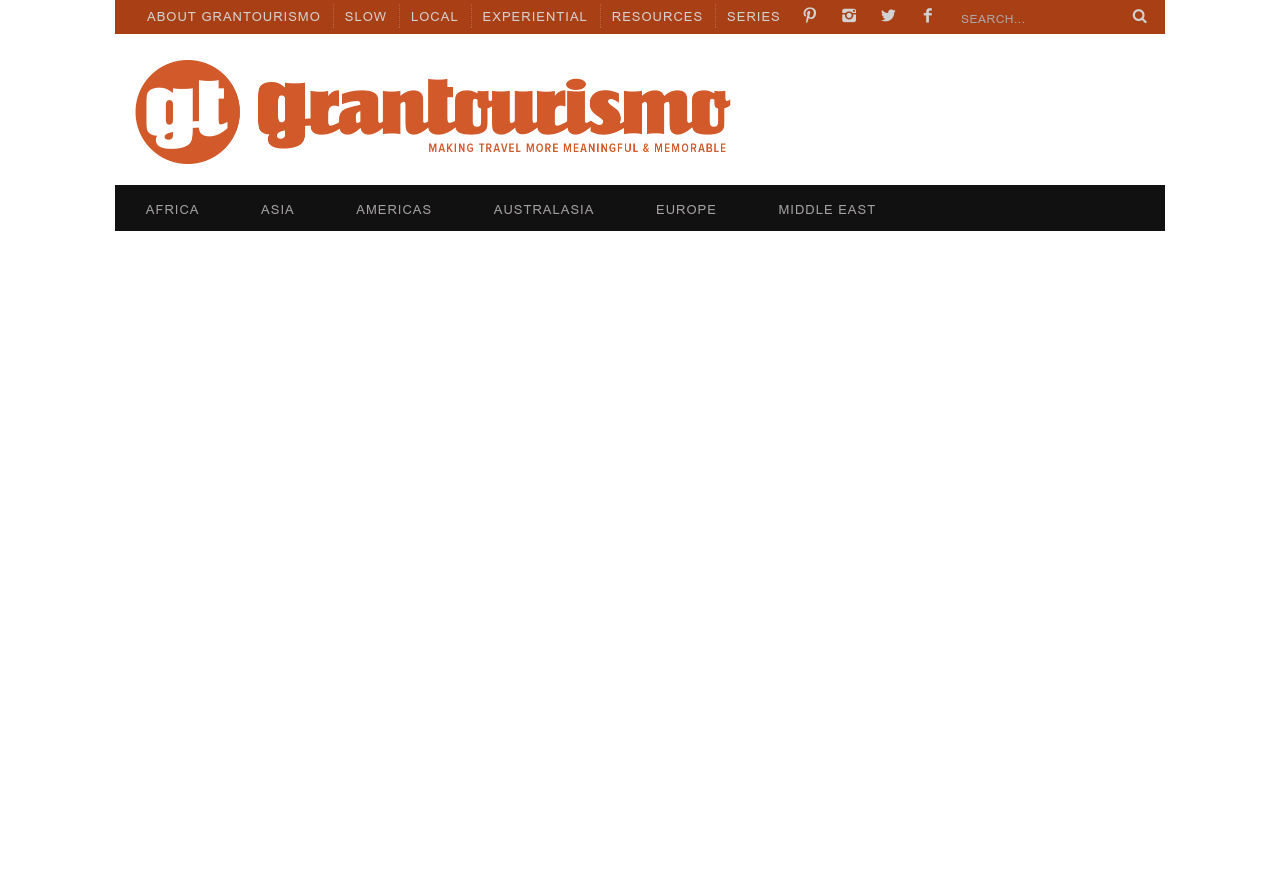 ABOUT GRANTOURISMO SLOW LOCAL EXPERIENTIAL RESOURCES SERIES SEARCH...
gt grantourismo
MAKING TRAVEL MORE MEANINGFUL & MEMORABLE
AFRICA ASIA AMERICAS AUSTRALASIA EUROPE MIDDLE EAST